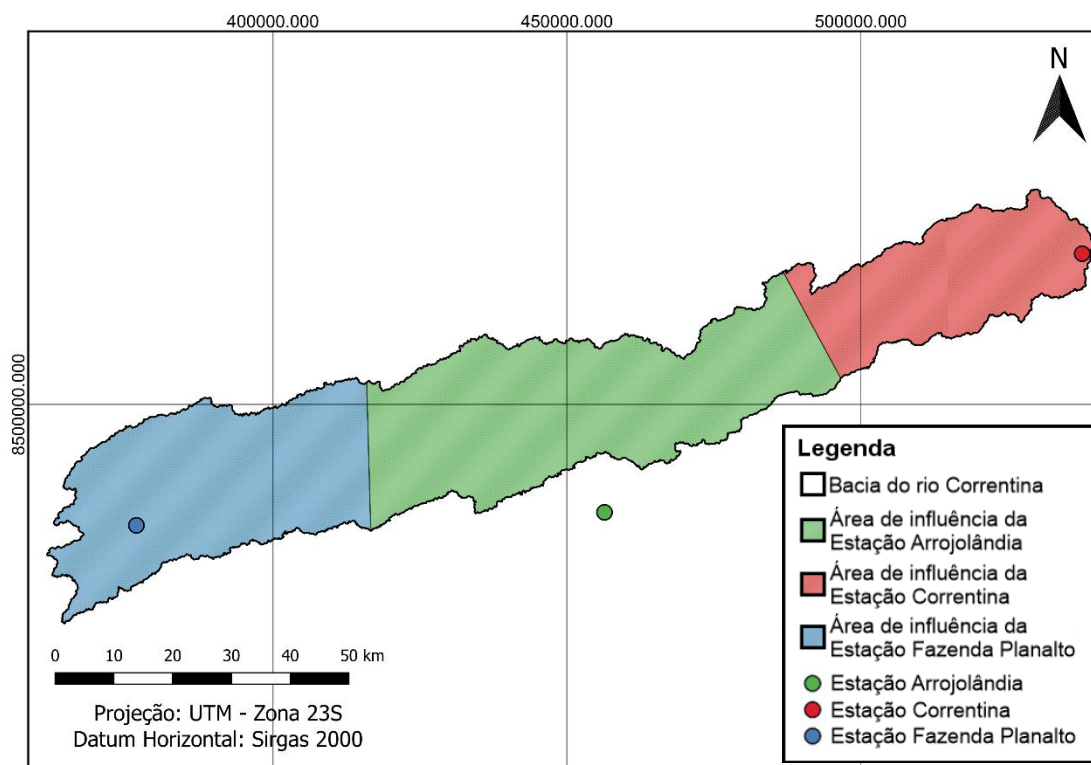 400000.000 450000.000 500000.000
N
8500000.000
Legenda
Bacia do rio Correntina
Área de influência da
Estação Arrojolândia
Área de influência da
Estação Correntina
Área de influência da
Estação Fazenda Planalto
Estação Arrojolândia
Estação Correntina
Estação Fazenda Planalto
0 10 20 30 40 50 km
Projeção: UTM - Zona 23S
Datum Horizontal: Sirgas 2000